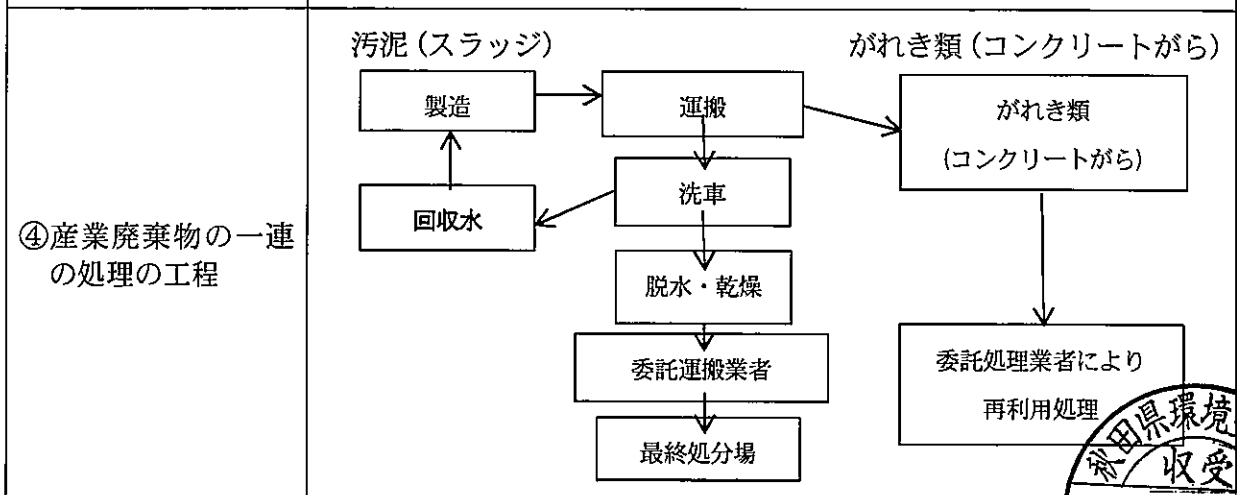 ④産業廃棄物の一連
の処理の工程
汚泥(スラッジ)
がれき類(コンクリートがら)
製造
運搬
がれき類
(コンクリートがら)
回収水
洗車
脱水・乾燥
委託運搬業者
最終処分場
委託処理業者により
再利用処理
秋田県環境
収受